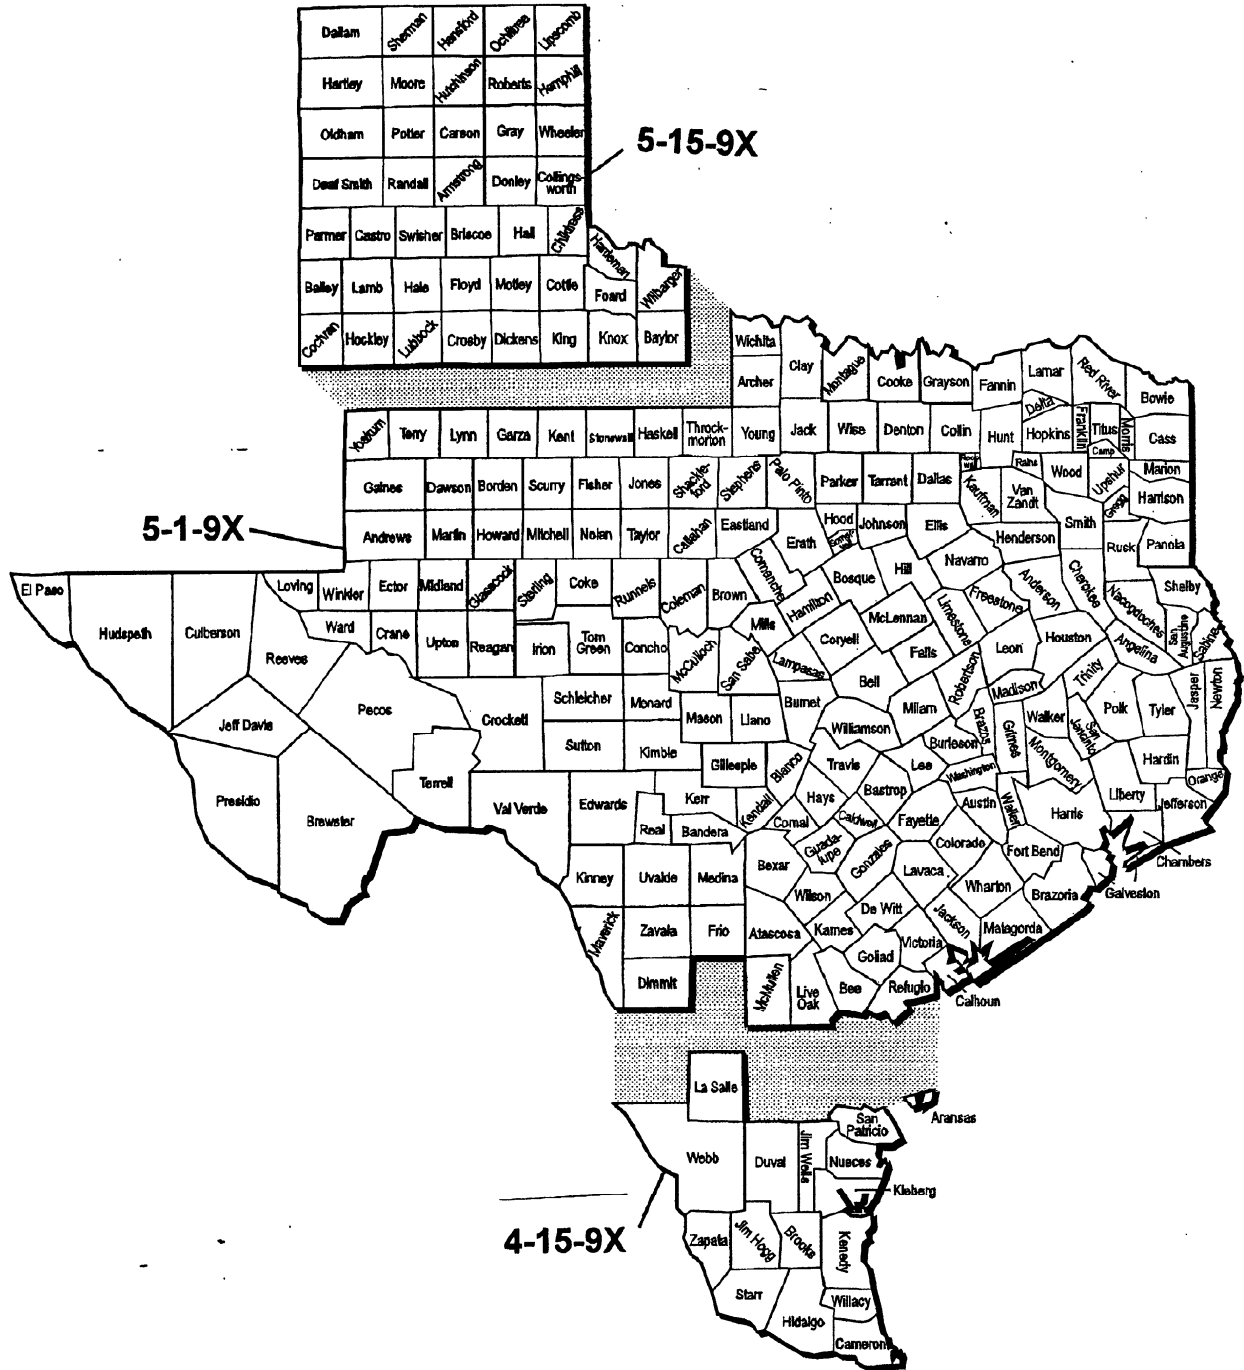 Dallam Sherman Hansford Ochiltree Lipscomb
Hartley Moore Hutchinson Roberts Hemphill
Oldham Potter Carson Gray Wheeler
5-15-9X
Deaf Smith Randall Armstrong Donley Collings-
worth
Parmer Castro Swisher Briscoe Hall Childress
Hardeman
Bailey Lamb Hale Floyd Motley Cottle Foard Wilbarger
Cochran Hockley Lubbock Crosby Dickens King Knox Baylor
Wichita
Archer Clay Montague Cooke Grayson Fannin Lamar Red River Bowie
Delta
Yoakum Terry Lynn Garza Kent Stonewall Haskell Throck-
morton Young Jack Wise Denton Collin Hunt Hopkins Franklin Titus Morris Cass
Camp
Rock
wall
Rains Wood Upshur Marion
Gaines Dawson Borden Scurry Fisher Jones Shackle-
ford Stephens Palo Pinto Parker Tarrant Dallas Kaufman Van
Zandt Gregg Harrison
5-1-9X
Andrews Martin Howard Mitchell Nolan Taylor Callahan Eastland Erath Hood Somer-
vell Johnson Ellis Henderson Smith Rusk Panola
El Paso Hudspeth Culberson Loving Winkler Ector Midland Glasscock Sterling Coke Runnels Coleman Brown Comanche Hamilton Bosque Hill Navarro Freestone Anderson Cherokee Nacogdoches Shelby
Reeves Ward Crane Upton Reagan Irion Tom
Green Concho McCulloch San Saba Mills Lampasas Coryell McLennan Limestone Falls Leon Houston Angelina San
Augustine Sabine
Jeff Davis Pecos Crockett Schleicher Menard Mason Llano Burnet Bell Milam Robertson Madison Trinity Polk Tyler Jasper Newton
Sutton Kimble Williamson Burleson Brazos Grimes Walker San
Jacinto Hardin
Presidio Brewster Terrell Val Verde Edwards Kerr Gillespie Blanco Travis Lee Washington Montgomery Liberty Orange
Jefferson
Real Bandera Kendall Comal Hays Caldwell Bastrop Fayette Austin Waller Harris
Chambers
Kinney Uvalde Medina Bexar Guada-
lupe Gonzales Lavaca Colorado Fort Bend
Galveston
Wilson Wharton Brazoria
Maverick Zavala Frio Atascosa Karnes De Witt Jackson Matagorda
Goliad Victoria
Dimmit McMullen Live
Oak Bee Refugio
Calhoun
La Salle
Aransas
San
Patricio
Webb Duval Jim Wells Nueces
Kleberg
4-15-9X
Zapata Jim Hogg Brooks Kenedy
Starr Hidalgo Willacy
Cameron